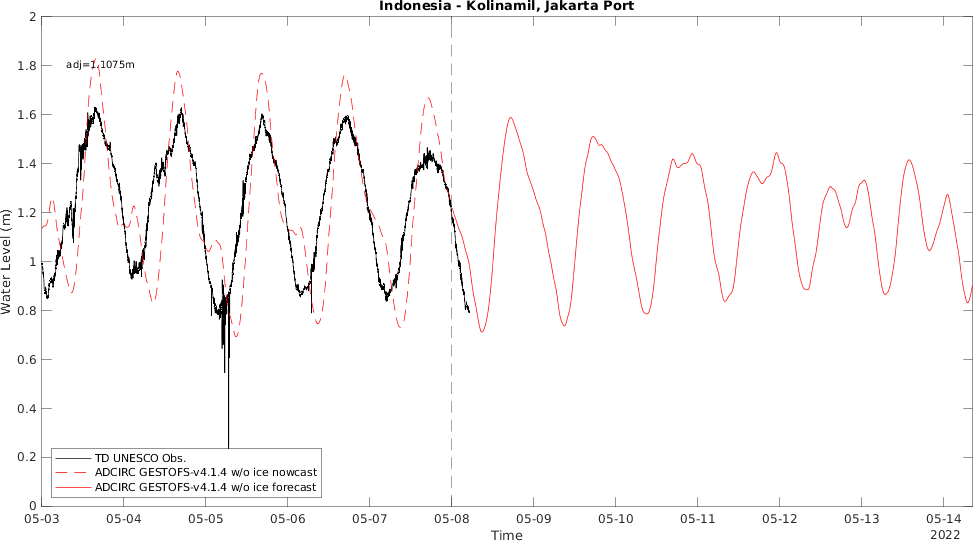 Indonesia - Kolinamil, Jakarta Port
adj=1.1075m
2
1.8
1.6
1.4
1.2
1
0.8
0.6
0.4
0.2
0
Water Level (m)
TD UNESCO Obs.
ADCIRC GESTOFS-v4.1.4 w/o ice nowcast
ADCIRC GESTOFS-v4.1.4 w/o ice forecast
05-03 05-04 05-05 05-06 05-07 05-08 05-09 05-10 05-11 05-12 05-13 05-14
Time
2022